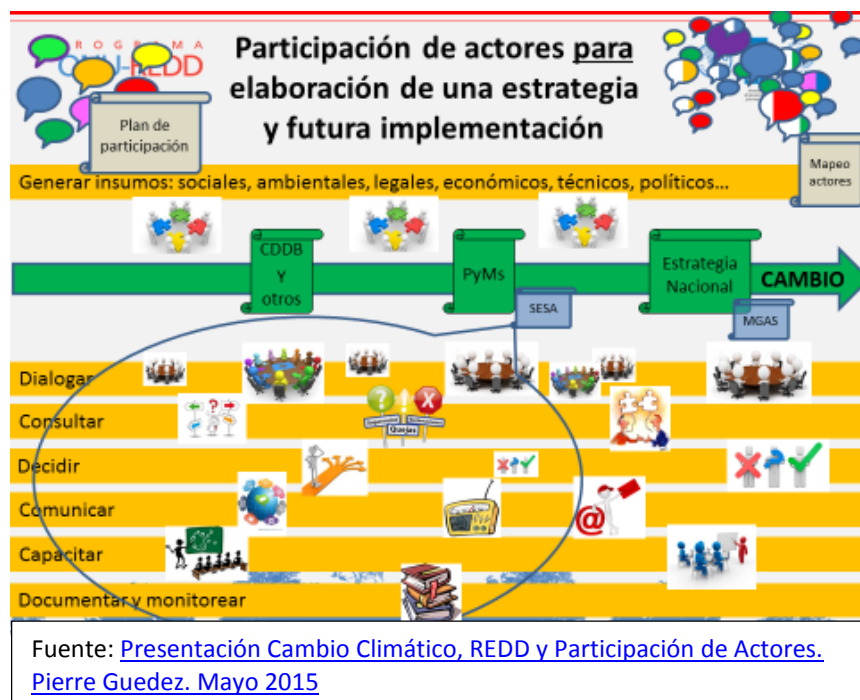 P R O G R A M A
REDD
Participación de actores para
elaboración de una estrategia
y futura implementación
Plan de
participación
Mapeo
actores
Generar insumos: sociales, ambientales, legales, económicos, técnicos, políticos...
CDDB
Y
otros
PyMs
Estrategia
Nacional
CAMBIO
SESA
MGAS
Dialogar
Consultar
Quejas
Decidir
Comunicar
Capacitar
Documentar y monitorear
Fuente: Presentación Cambio Climático, REDD y Participación de Actores.
Pierre Guedez. Mayo 2015